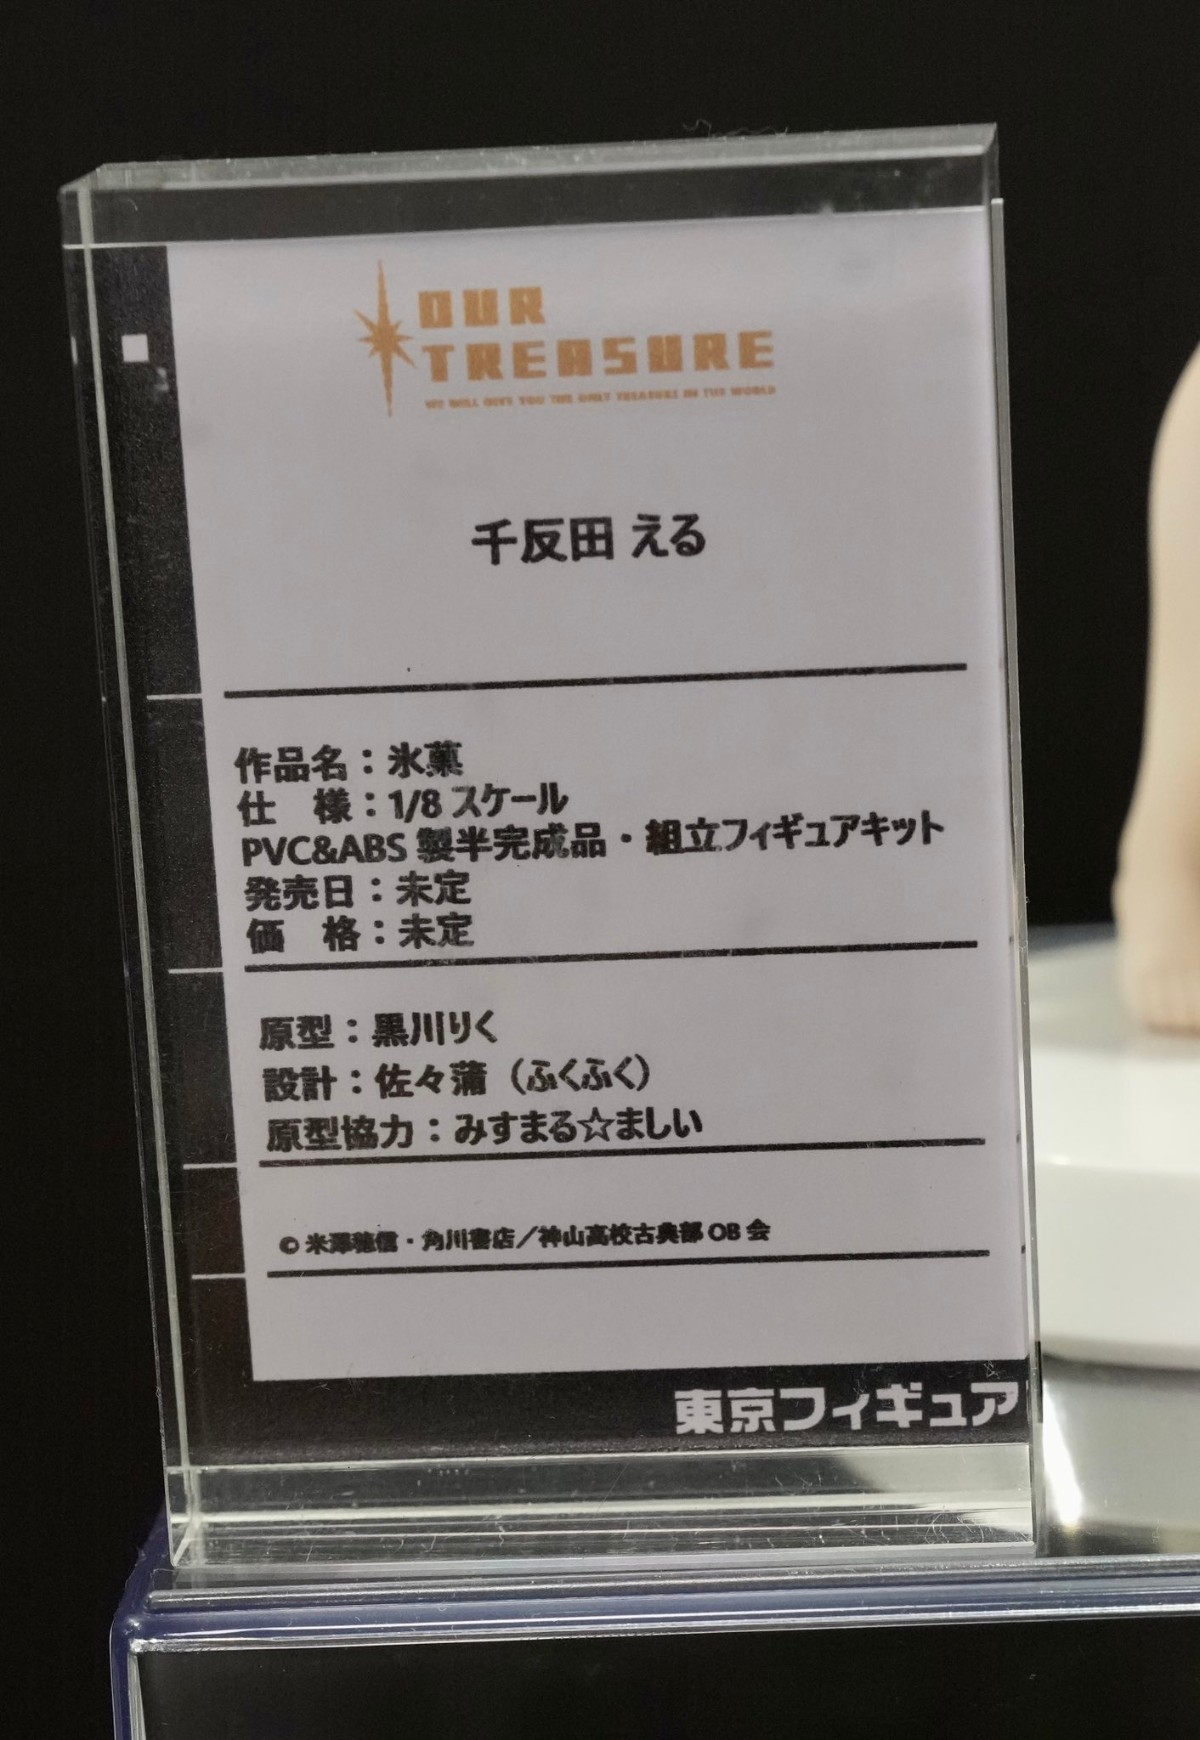 OUR
TREASURE
WE WILL GIVE YOU THE ONLY TREASURE IN THE WORLD
千反田 える
作品名：氷菓
仕　様：1/8 スケール
PVC&ABS 製半完成品・組立フィギュアキット
発売日：未定
価　格：未定
原型：黒川りく
設計：佐々蒲（ふくふく）
原型協力：みすまる☆ましい
© 米澤穂信・角川書店／神山高校古典部 OB 会
東京フィギュア